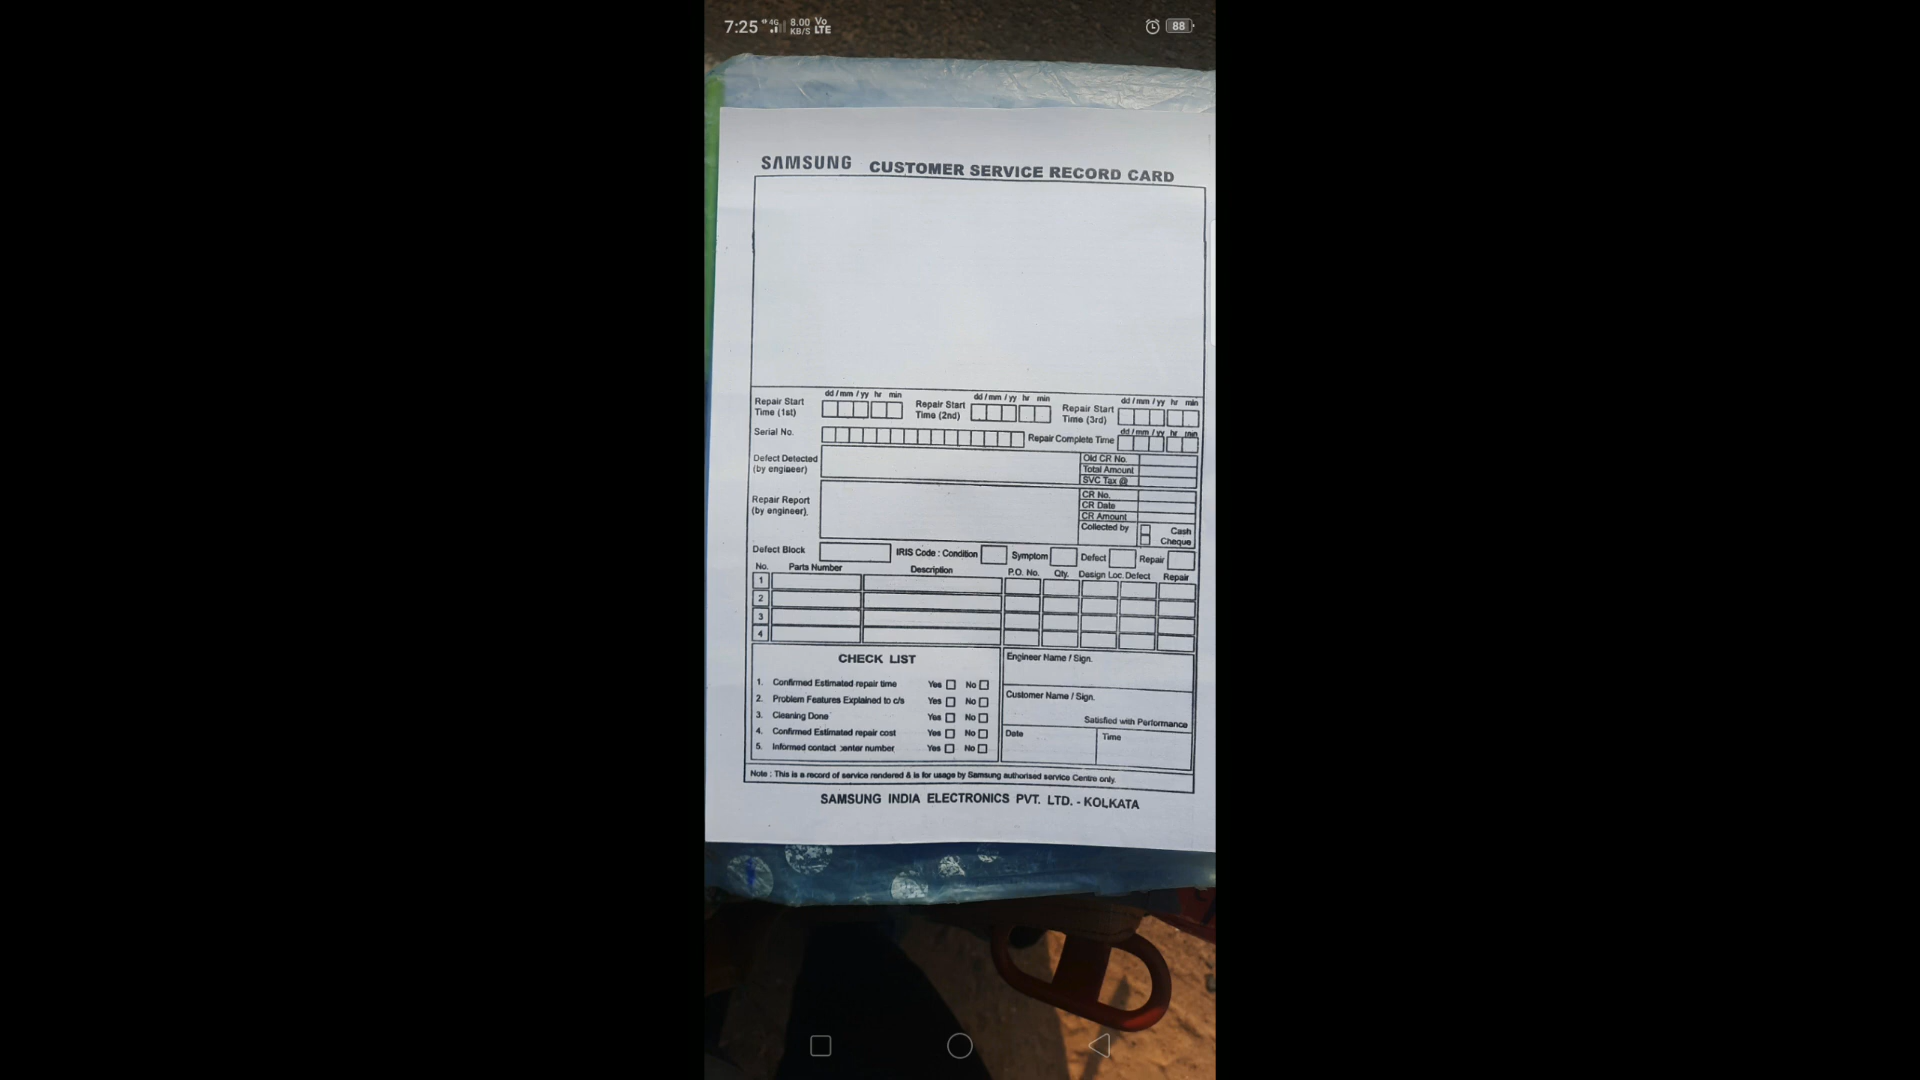 7:25 4G 8.00 KB/S Vo LTE 88
SAMSUNG CUSTOMER SERVICE RECORD CARD
dd / mm / yy hr min dd / mm / yy hr min dd / mm / yy hr min
Repair Start Time (1st) Repair Start Time (2nd) Repair Start Time (3rd)
dd / mm / yy hr min
Serial No. Repair Complete Time
Defect Detected (by engineer) Old CR No.
Total Amount
SVC Tax @
Repair Report (by engineer). CR No.
CR Date
CR Amount
Collected by Cash
Cheque
Defect Block IRIS Code : Condition Symptom Defect Repair
No. Parts Number Description P.O. No. Qty. Design Loc. Defect Repair
1
2
3
4
CHECK LIST
1. Confirmed Estimated repair time Yes No
2. Problem Features Explained to c/s Yes No
3. Cleaning Done Yes No
4. Confirmed Estimated repair cost Yes No
5. Informed contact enter number Yes No
Engineer Name / Sign.
Customer Name / Sign.
Satisfied with Performance
Date Time
Note : This is a record of service rendered & is for usage by Samsung authorised service Centre only.
SAMSUNG INDIA ELECTRONICS PVT. LTD. - KOLKATA